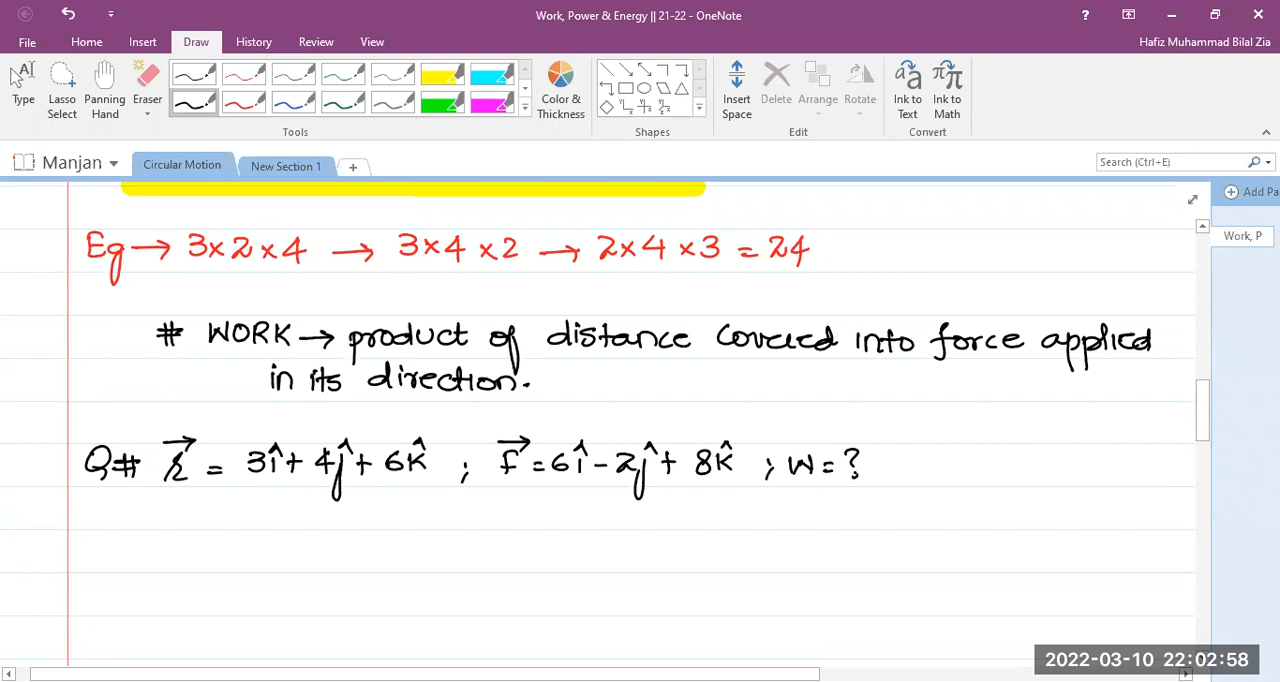 Work, Power & Energy || 21-22 - OneNote
?
File Home Insert Draw History Review View
Hafiz Muhammad Bilal Zia
Type Lasso Select Panning Hand Eraser
Color & Thickness
Insert Space Delete Arrange Rotate
Ink to Text Ink to Math
Tools Shapes Edit Convert
Manjan Circular Motion New Section 1 + Search (Ctrl+E)
Add Pa
Work, P
Eg → 3×2×4 → 3×4×2 → 2×4×3 = 24
# WORK → product of distance covered into force applied
in its direction.
Q# r⃗ = 3î + 4ĵ + 6k̂ ; F⃗ = 6î - 2ĵ + 8k̂ ; W = ?
2022-03-10 22:02:58